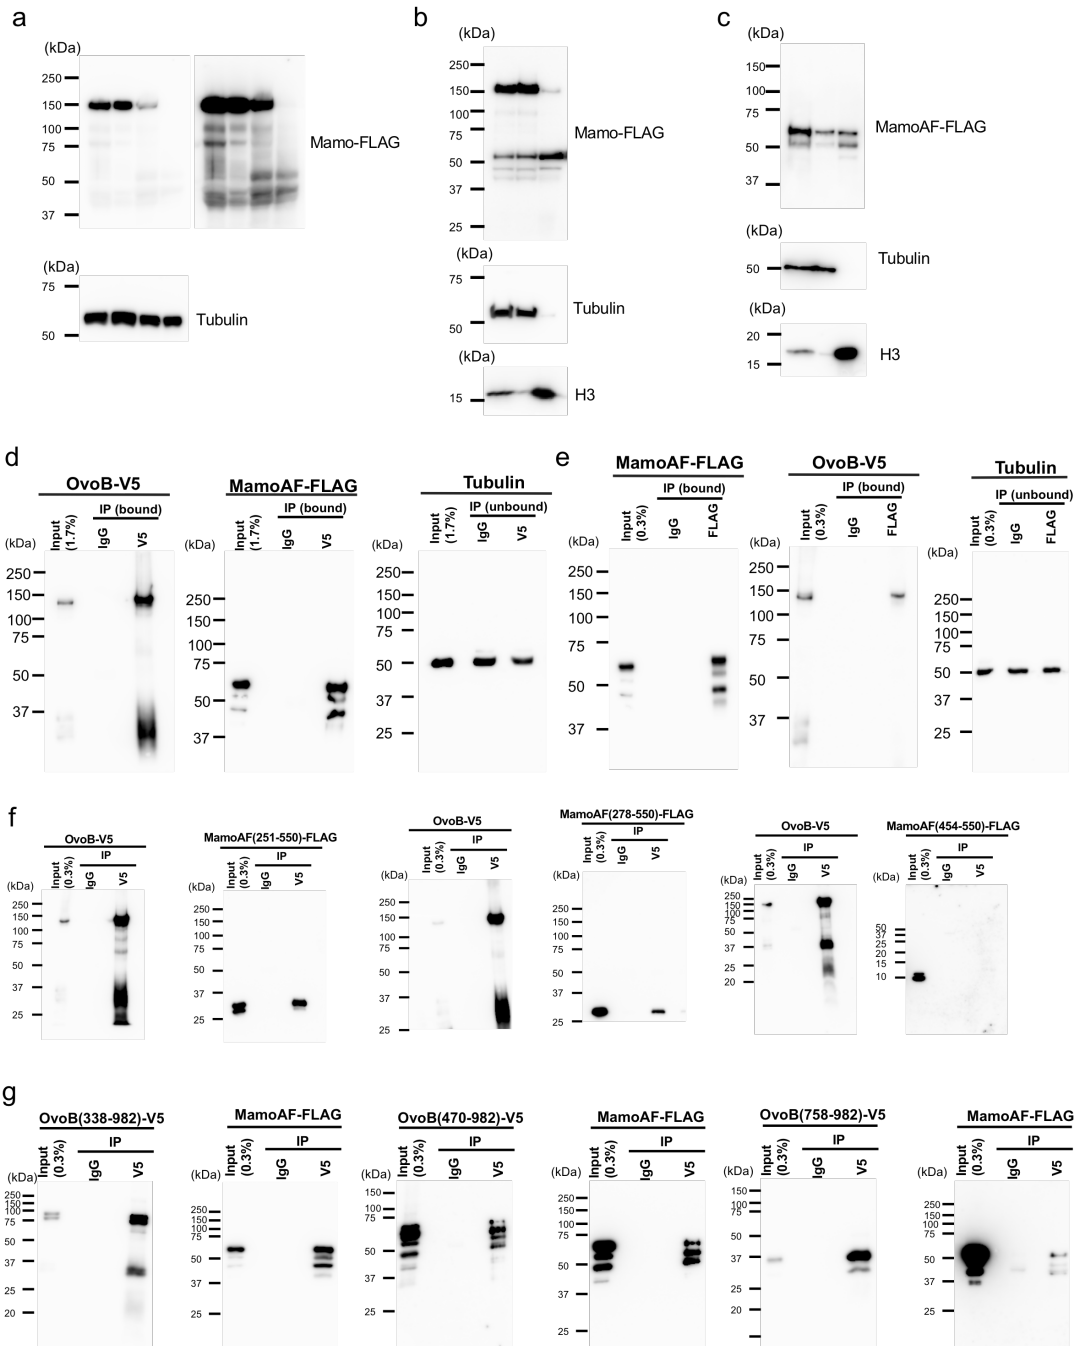 a
(kDa)
250
150
100
75
50
37
Mamo-FLAG
(kDa)
75
50
Tubulin
b
(kDa)
250
150
100
75
50
37
25
Mamo-FLAG
(kDa)
75
50
Tubulin
(kDa)
15
H3
c
(kDa)
150
100
75
50
37
MamoAF-FLAG
(kDa)
50
Tubulin
(kDa)
20
15
H3
d
OvoB-V5
IP (bound)
Input (1.7%)
IgG
V5
(kDa)
250
150
100
75
50
37
MamoAF-FLAG
IP (bound)
Input (1.7%)
IgG
V5
(kDa)
250
150
100
75
50
37
Tubulin
IP (unbound)
Input (1.7%)
IgG
V5
(kDa)
250
150
100
75
50
37
25
e
MamoAF-FLAG
IP (bound)
Input (0.3%)
IgG
FLAG
(kDa)
250
150
100
75
50
37
OvoB-V5
IP (bound)
Input (0.3%)
IgG
FLAG
250
150
100
75
50
37
Tubulin
IP (unbound)
Input (0.3%)
IgG
FLAG
(kDa)
250
150
100
75
50
37
25
f
OvoB-V5
IP
Input (0.3%)
IgG
V5
(kDa)
250
150
100
75
50
37
25
MamoAF(251-550)-FLAG
IP
Input (0.3%)
IgG
V5
(kDa)
250
150
100
75
50
37
25
OvoB-V5
IP
Input (0.3%)
IgG
V5
(kDa)
250
150
100
75
50
37
25
MamoAF(278-550)-FLAG
IP
Input (0.3%)
IgG
V5
(kDa)
250
150
100
75
50
37
25
OvoB-V5
IP
Input (0.3%)
IgG
V5
(kDa)
250
150
100
75
50
37
25
20
MamoAF(454-550)-FLAG
IP
Input (0.3%)
IgG
V5
(kDa)
50
37
25
20
15
10
g
OvoB(338-982)-V5
IP
Input (0.3%)
IgG
V5
(kDa)
250
150
100
75
50
37
25
20
MamoAF-FLAG
IP
Input (0.3%)
IgG
V5
(kDa)
250
150
100
75
50
37
25
OvoB(470-982)-V5
IP
Input (0.3%)
IgG
V5
(kDa)
150
100
75
50
37
25
MamoAF-FLAG
IP
Input (0.3%)
IgG
V5
(kDa)
250
150
100
75
50
37
25
OvoB(758-982)-V5
IP
Input (0.3%)
IgG
V5
(kDa)
150
100
75
50
37
25
20
MamoAF-FLAG
IP
Input (0.3%)
IgG
V5
(kDa)
250
150
100
75
50
37
25